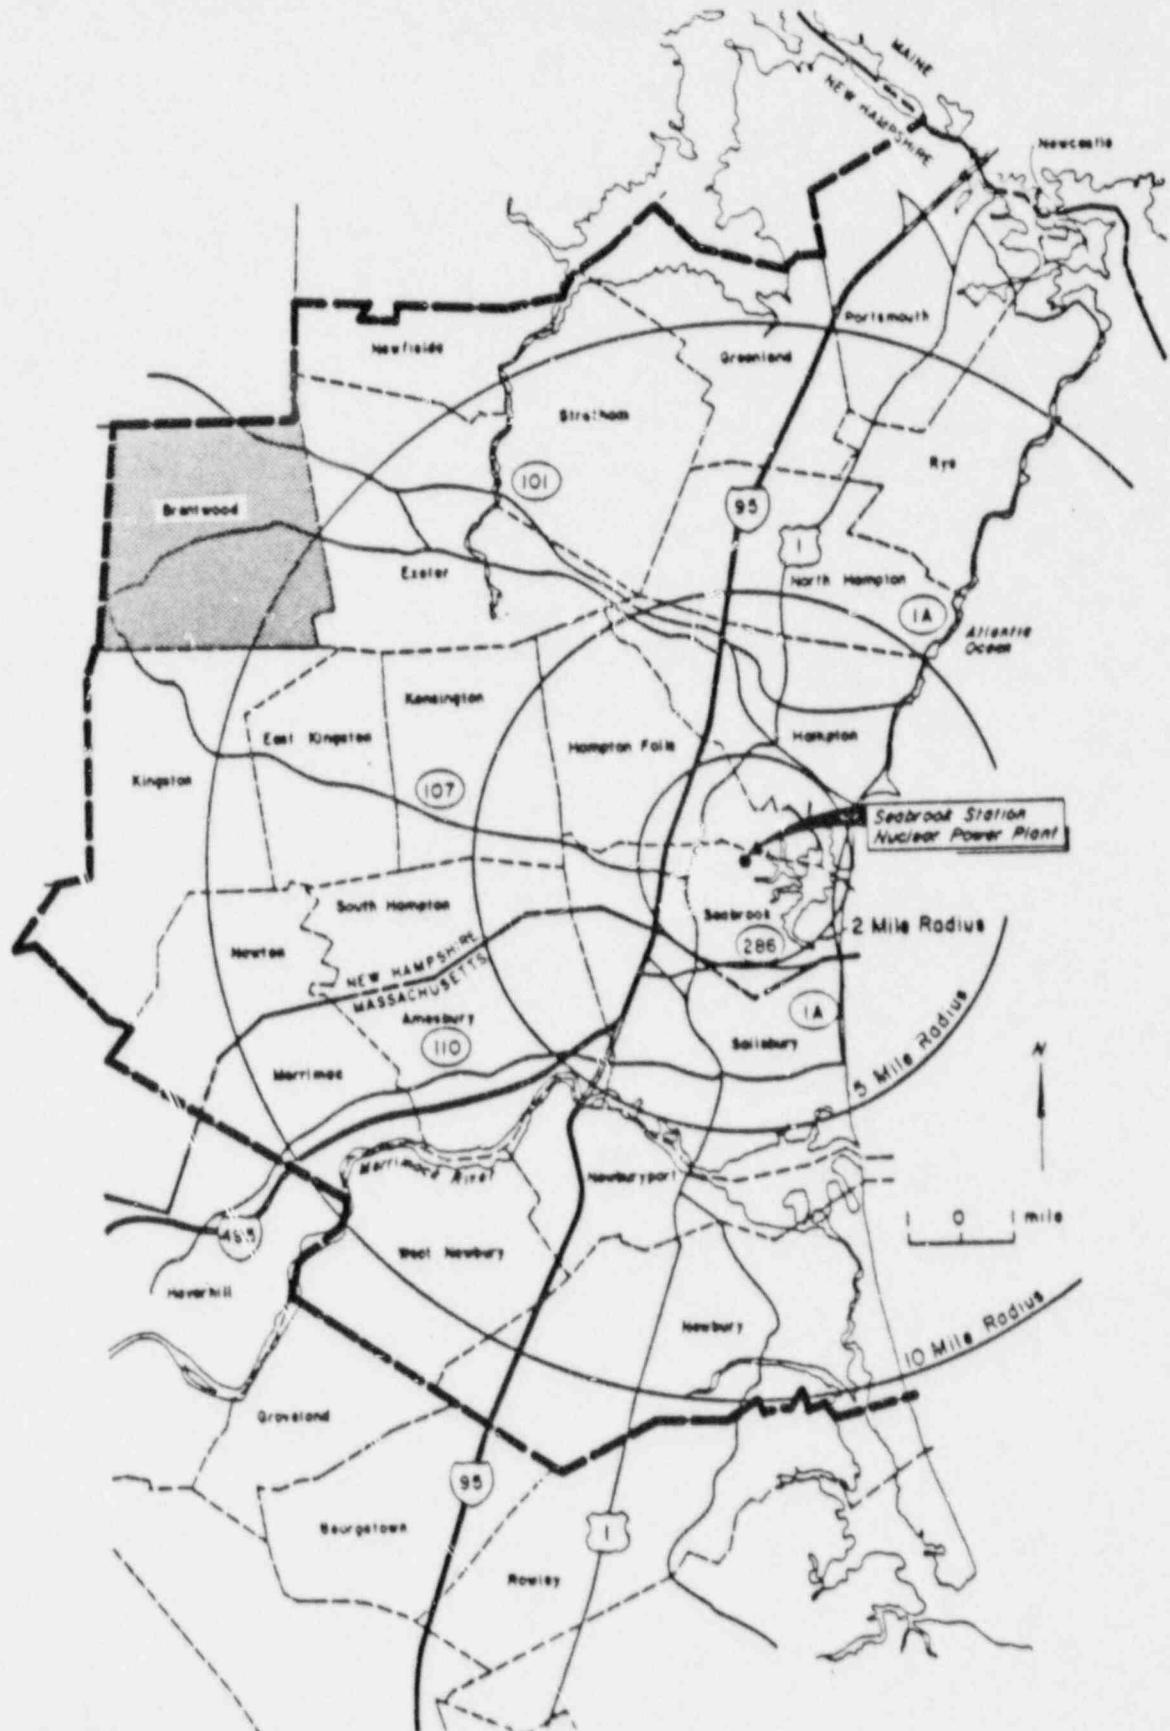 MAINE
NEW HAMPSHIRE
Newcastle
Portsmouth
Newfields
Greenland
Stratham
Rye
101
95
Brentwood
1
Exeter
North Hampton
1A
Atlantic
Ocean
Kensington
East Kingston
Hampton Falls
Hampton
Kingston
107
Seabrook Station
Nuclear Power Plant
South Hampton
Seabrook
2 Mile Radius
286
Newton
NEW HAMPSHIRE
MASSACHUSETTS
Amesbury
1A
110
Salisbury
5 Mile Radius
N
Merrimac
Merrimack River
Newburyport
1 0 1 mile
495
West Newbury
Haverhill
Newbury
10 Mile Radius
Groveland
95
Georgetown
1
Rowley